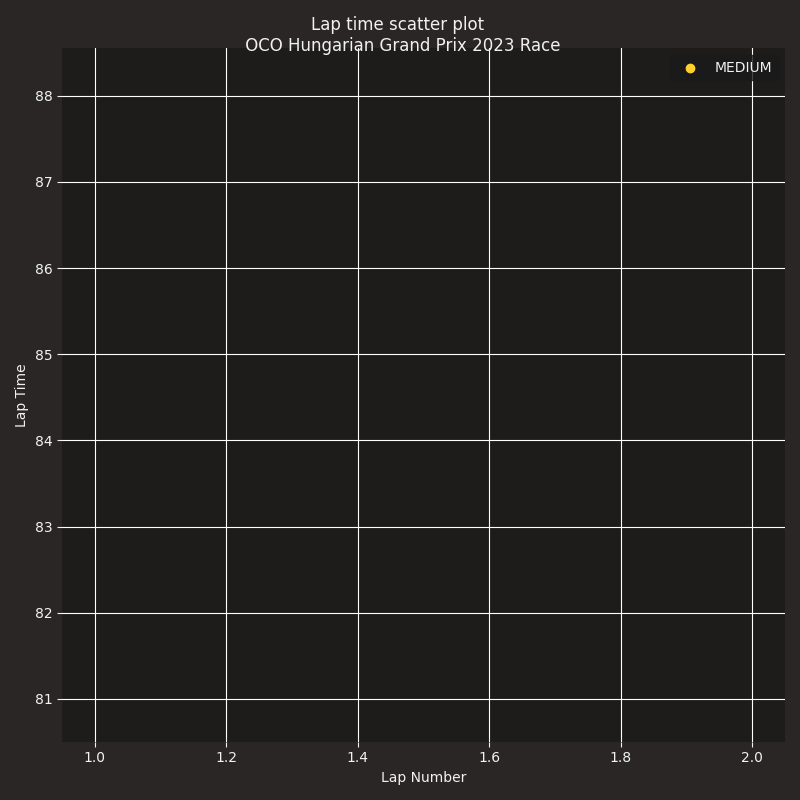 Lap time scatter plot
OCO Hungarian Grand Prix 2023 Race
MEDIUM
88
87
86
85
84
83
82
81
Lap Time
1.0 1.2 1.4 1.6 1.8 2.0
Lap Number